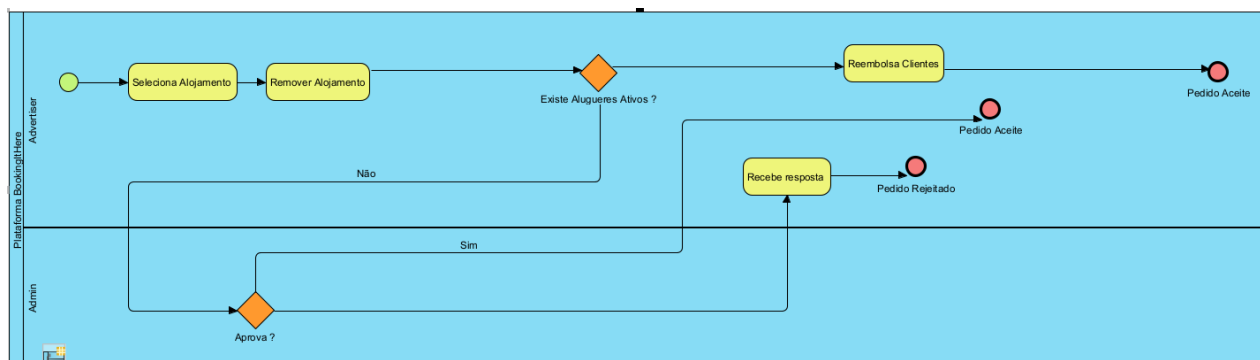 Plataforma BookingItHere
Advertiser
Seleciona Alojamento
Remover Alojamento
Existe Alugueres Ativos ?
Reembolsa Clientes
Pedido Aceite
Pedido Aceite
Não
Recebe resposta
Pedido Rejeitado
Admin
Sim
Aprova ?